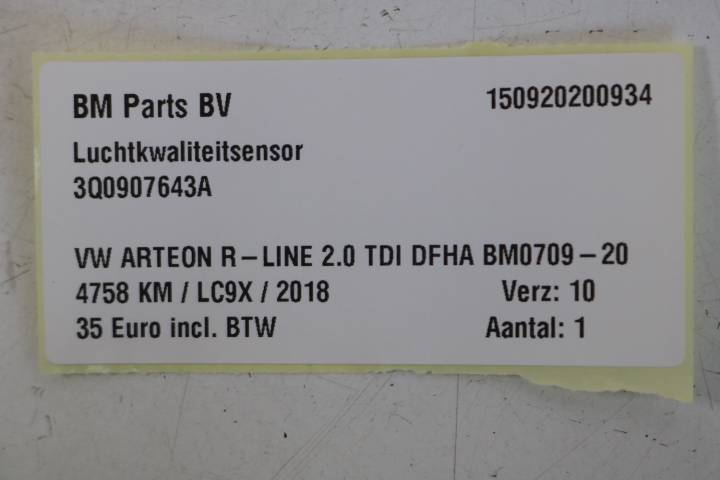 BM Parts BV 150920200934
Luchtkwaliteitsensor
3Q0907643A
VW ARTEON R-LINE 2.0 TDI DFHA BM0709-20
4758 KM / LC9X / 2018 Verz: 10
35 Euro incl. BTW Aantal: 1